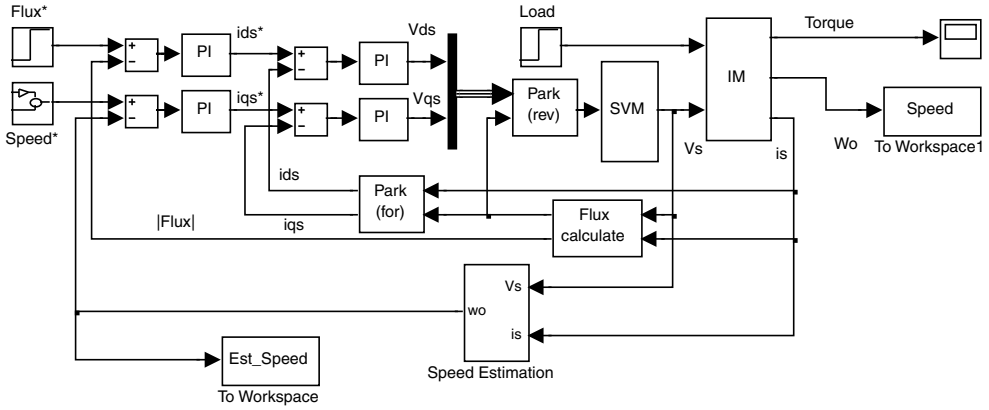 Flux*
ids*
Vds
Load
Torque
+
−
PI
+
−
PI
IM
Park
(rev)
SVM
Speed
iqs*
Vqs
+
−
PI
+
−
PI
Speed*
Vs
is
Wo
To Workspace1
ids
Park
(for)
|Flux|
iqs
Flux
calculate
Vs
wo
is
Est_Speed
Speed Estimation
To Workspace